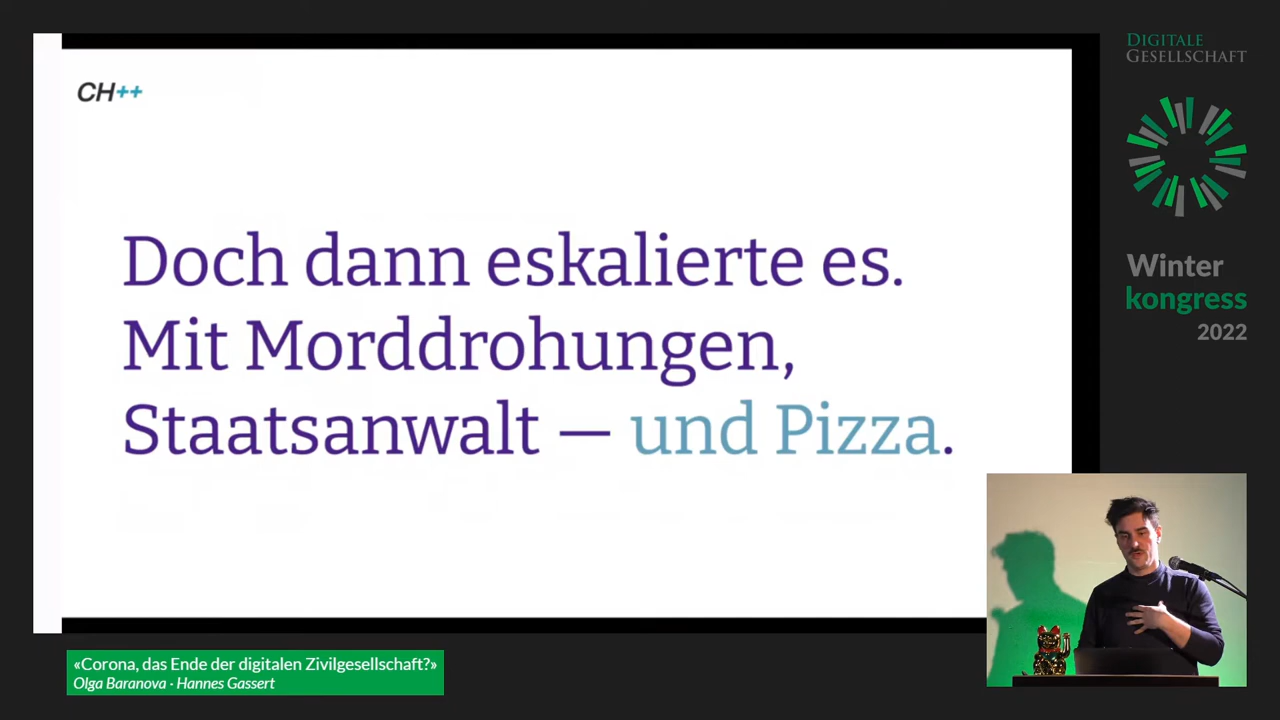 CH++
Doch dann eskalierte es.
Mit Morddrohungen,
Staatsanwalt — und Pizza.
DIGITALE
GESELLSCHAFT
Winter
kongress
2022
«Corona, das Ende der digitalen Zivilgesellschaft?»
Olga Baranova · Hannes Gassert